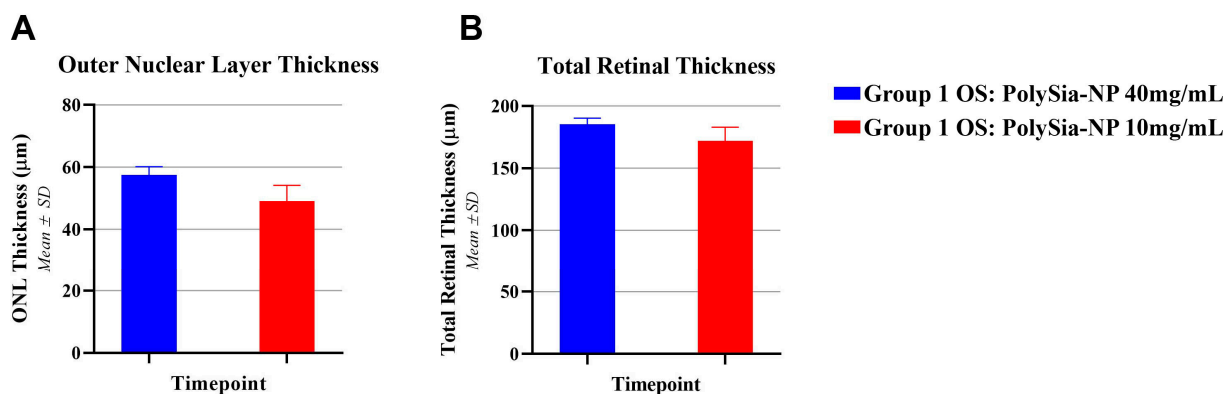 A
Outer Nuclear Layer Thickness
ONL Thickness (μm)
Mean ± SD
80
60
40
20
0
Timepoint
B
Total Retinal Thickness
Total Retinal Thickness (μm)
Mean ± SD
200
150
100
50
0
Timepoint
Group 1 OS: PolySia-NP 40mg/mL
Group 1 OS: PolySia-NP 10mg/mL